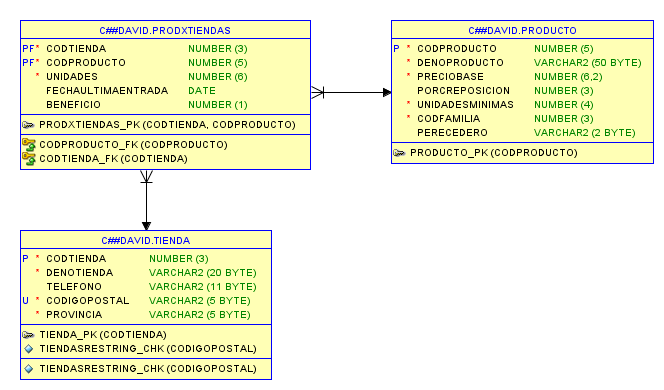 C##DAVID.PRODXTIENDAS
PF* CODTIENDA NUMBER (3)
PF* CODPRODUCTO NUMBER (5)
* UNIDADES NUMBER (6)
FECHAULTIMAENTRADA DATE
BENEFICIO NUMBER (1)
PRODXTIENDAS_PK (CODTIENDA, CODPRODUCTO)
CODPRODUCTO_FK (CODPRODUCTO)
CODTIENDA_FK (CODTIENDA)
C##DAVID.PRODUCTO
P * CODPRODUCTO NUMBER (5)
* DENOPRODUCTO VARCHAR2 (50 BYTE)
* PRECIOBASE NUMBER (6,2)
PORCREPOSICION NUMBER (3)
* UNIDADESMINIMAS NUMBER (4)
* CODFAMILIA NUMBER (3)
PERECEDERO VARCHAR2 (2 BYTE)
PRODUCTO_PK (CODPRODUCTO)
C##DAVID.TIENDA
P * CODTIENDA NUMBER (3)
* DENOTIENDA VARCHAR2 (20 BYTE)
TELEFONO VARCHAR2 (11 BYTE)
U * CODIGOPOSTAL VARCHAR2 (5 BYTE)
* PROVINCIA VARCHAR2 (5 BYTE)
TIENDA_PK (CODTIENDA)
TIENDASRESTRING_CHK (CODIGOPOSTAL)
TIENDASRESTRING_CHK (CODIGOPOSTAL)